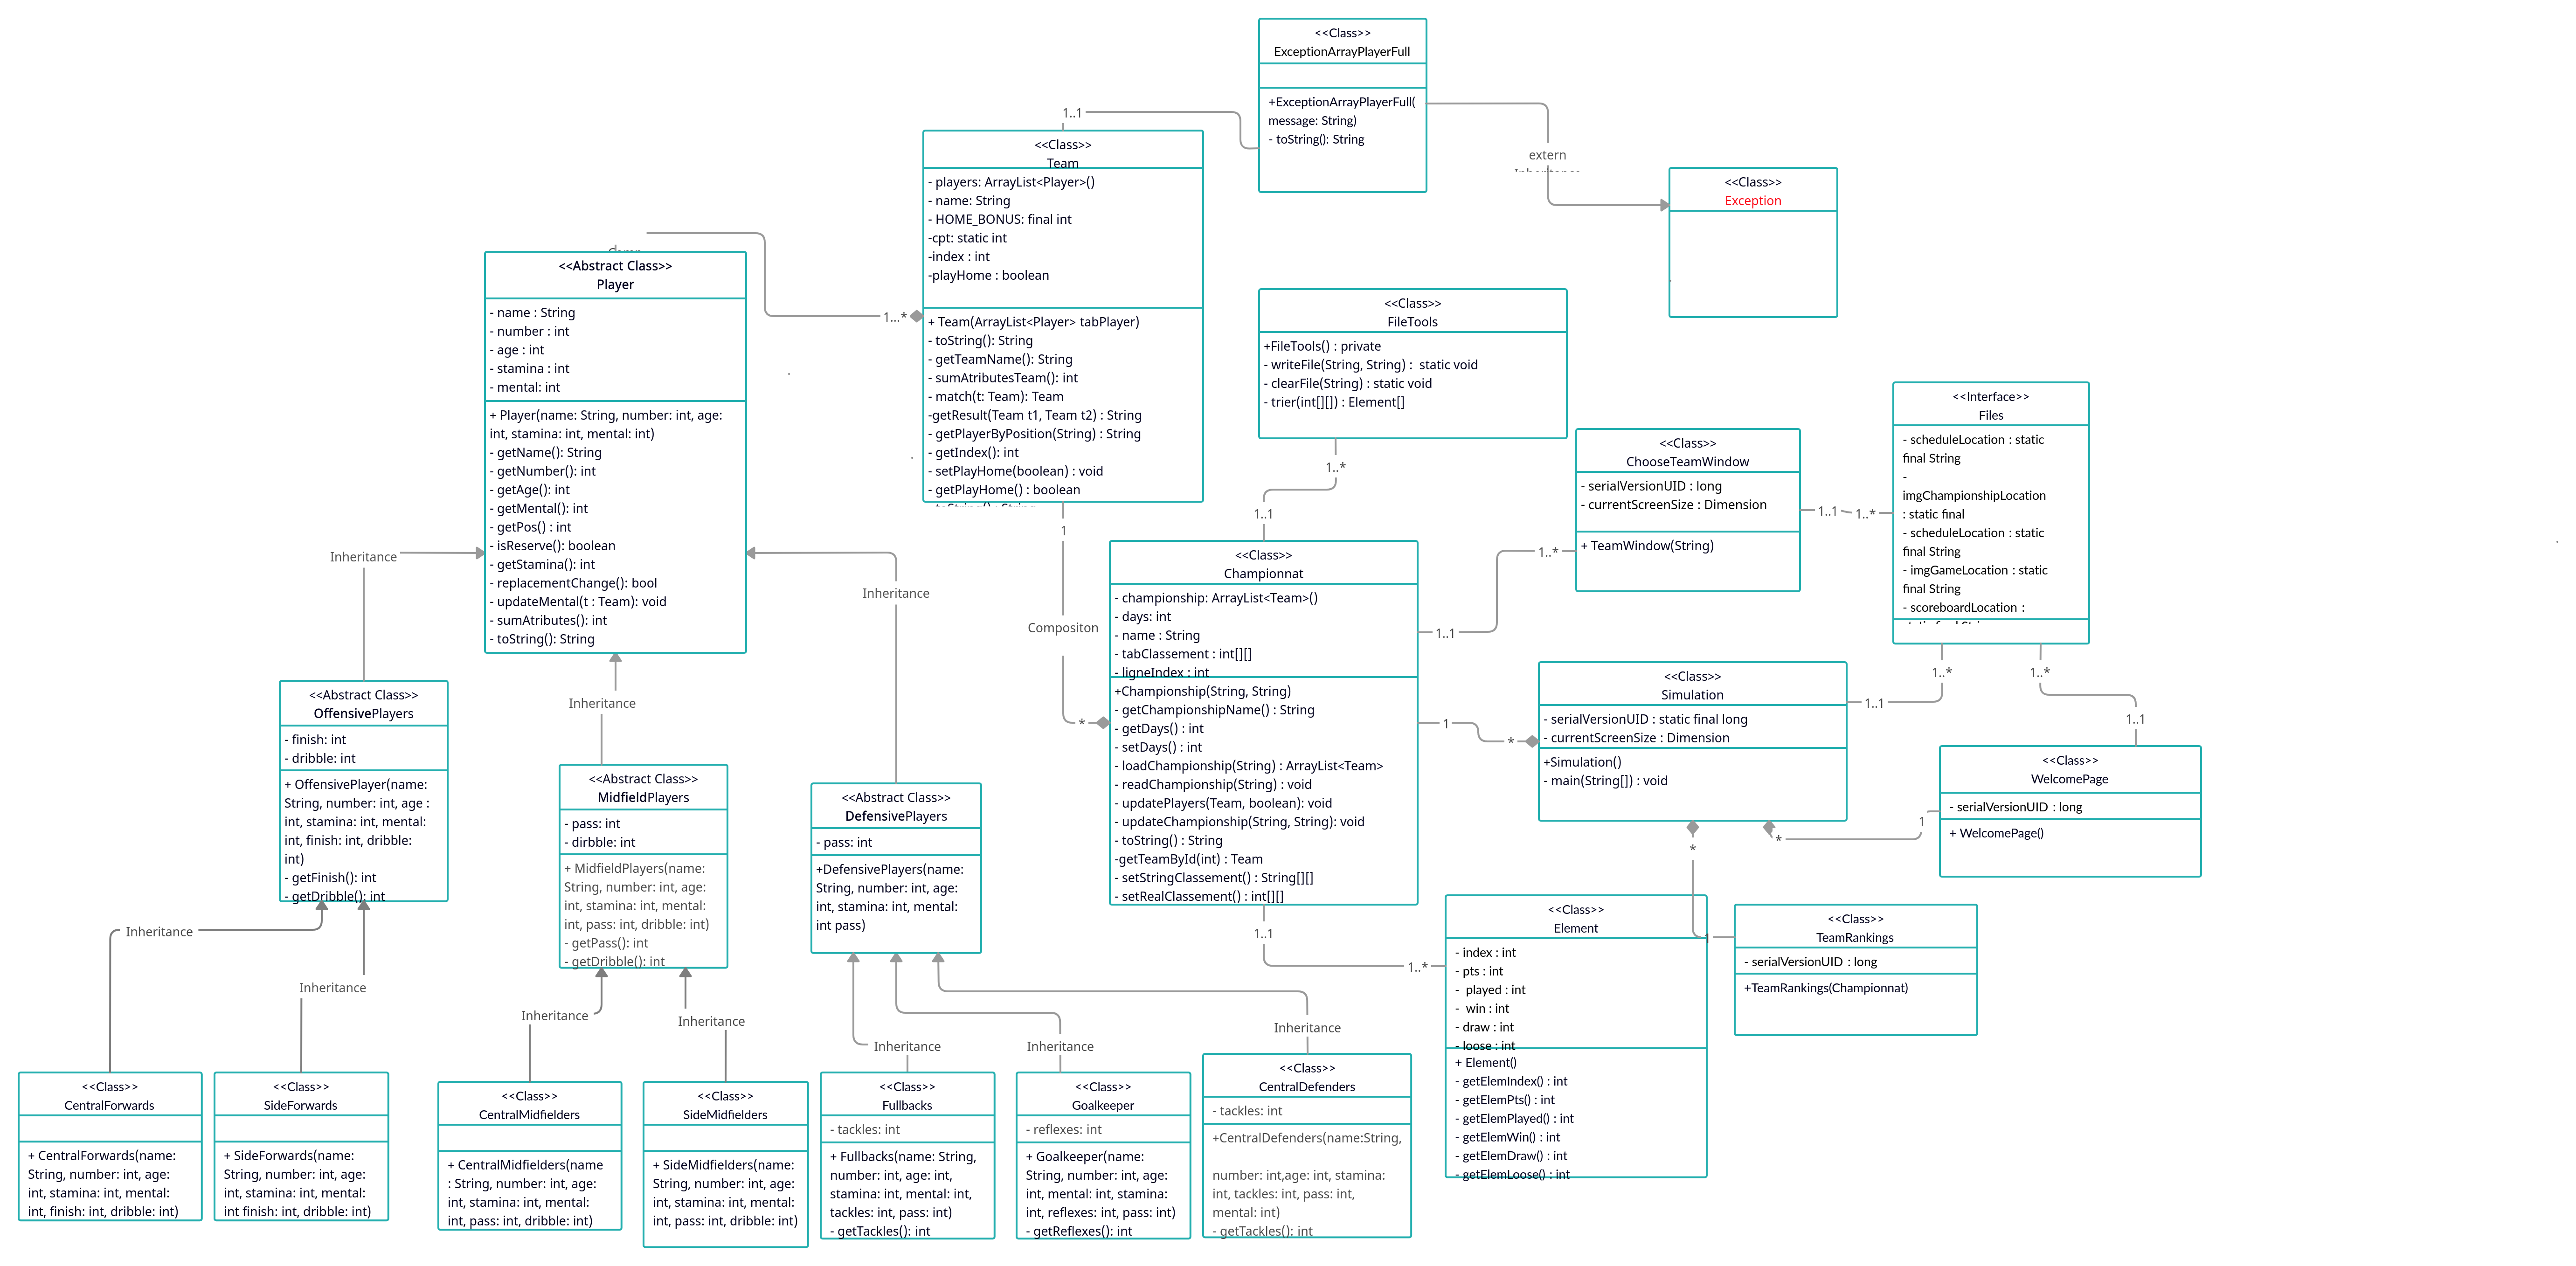 <<Class>>
ExceptionArrayPlayerFull
+ExceptionArrayPlayerFull(
message: String)
- toString(): String
1..1
extern
<<Class>>
Exception
<<Class>>
Team
- players: ArrayList<Player>()
- name: String
- HOME_BONUS: final int
-cpt: static int
-index : int
-playHome : boolean
+ Team(ArrayList<Player> tabPlayer)
- toString(): String
- getTeamName(): String
- sumAtributesTeam(): int
- match(t: Team): Team
-getResult(Team t1, Team t2) : String
- getPlayerByPosition(String) : String
- getIndex(): int
- setPlayHome(boolean) : void
- getPlayHome() : boolean
1...*
<<Abstract Class>>
Player
- name : String
- number : int
- age : int
- stamina : int
- mental: int
+ Player(name: String, number: int, age:
int, stamina: int, mental: int)
- getName(): String
- getNumber(): int
- getAge(): int
- getMental(): int
- getPos() : int
- isReserve(): boolean
- getStamina(): int
- replacementChange(): bool
- updateMental(t : Team): void
- sumAtributes(): int
- toString(): String
<<Class>>
FileTools
+FileTools() : private
- writeFile(String, String) :  static void
- clearFile(String) : static void
- trier(int[][]) : Element[]
1..*
1..1
<<Class>>
ChooseTeamWindow
- serialVersionUID : long
- currentScreenSize : Dimension
+ TeamWindow(String)
1..1
1..*
<<Interface>>
Files
- scheduleLocation : static
final String
-
imgChampionshipLocation
: static final
- scheduleLocation : static
final String
- imgGameLocation : static
final String
- scoreboardLocation :
1
Compositon
*
<<Class>>
Championnat
- championship: ArrayList<Team>()
- days: int
- name : String
- tabClassement : int[][]
- ligneIndex : int
+Championship(String, String)
- getChampionshipName() : String
- getDays() : int
- setDays() : int
- loadChampionship(String) : ArrayList<Team>
- readChampionship(String) : void
- updatePlayers(Team, boolean): void
- updateChampionship(String, String): void
- toString() : String
-getTeamById(int) : Team
- setStringClassement() : String[][]
- setRealClassement() : int[][]
1..1
1..*
1
*
<<Class>>
Simulation
- serialVersionUID : static final long
- currentScreenSize : Dimension
+Simulation()
- main(String[]) : void
1..1
1..*
1..*
1..1
<<Class>>
WelcomePage
- serialVersionUID : long
+ WelcomePage()
1
*
*
1
<<Class>>
TeamRankings
- serialVersionUID : long
+TeamRankings(Championnat)
1..1
1..*
<<Class>>
Element
- index : int
- pts : int
-  played : int
-  win : int
- draw : int
- loose : int
+ Element()
- getElemIndex() : int
- getElemPts() : int
- getElemPlayed() : int
- getElemWin() : int
- getElemDraw() : int
- getElemLoose() : int
Inheritance
Inheritance
Inheritance
<<Abstract Class>>
OffensivePlayers
- finish: int
- dribble: int
+ OffensivePlayer(name:
String, number: int, age :
int, stamina: int, mental:
int, finish: int, dribble:
int)
- getFinish(): int
- getDribble(): int
<<Abstract Class>>
MidfieldPlayers
- pass: int
- dirbble: int
+ MidfieldPlayers(name:
String, number: int, age:
int, stamina: int, mental:
int, pass: int, dribble: int)
- getPass(): int
- getDribble(): int
<<Abstract Class>>
DefensivePlayers
- pass: int
+DefensivePlayers(name:
String, number: int, age:
int, stamina: int, mental:
int pass)
Inheritance
Inheritance
Inheritance
Inheritance
Inheritance
Inheritance
Inheritance
<<Class>>
CentralForwards
+ CentralForwards(name:
String, number: int, age:
int, stamina: int, mental:
int, finish: int, dribble: int)
<<Class>>
SideForwards
+ SideForwards(name:
String, number: int, age:
int, stamina: int, mental:
int finish: int, dribble: int)
<<Class>>
CentralMidfielders
+ CentralMidfielders(name
: String, number: int, age:
int, stamina: int, mental:
int, pass: int, dribble: int)
<<Class>>
SideMidfielders
+ SideMidfielders(name:
String, number: int, age:
int, stamina: int, mental:
int, pass: int, dribble: int)
<<Class>>
Fullbacks
- tackles: int
+ Fullbacks(name: String,
number: int, age: int,
stamina: int, mental: int,
tackles: int, pass: int)
- getTackles(): int
<<Class>>
Goalkeeper
- reflexes: int
+ Goalkeeper(name:
String, number: int, age:
int, mental: int, stamina:
int, reflexes: int, pass: int)
- getReflexes(): int
<<Class>>
CentralDefenders
- tackles: int
+CentralDefenders(name:String,
number: int,age: int, stamina:
int, tackles: int, pass: int,
mental: int)
- getTackles(): int